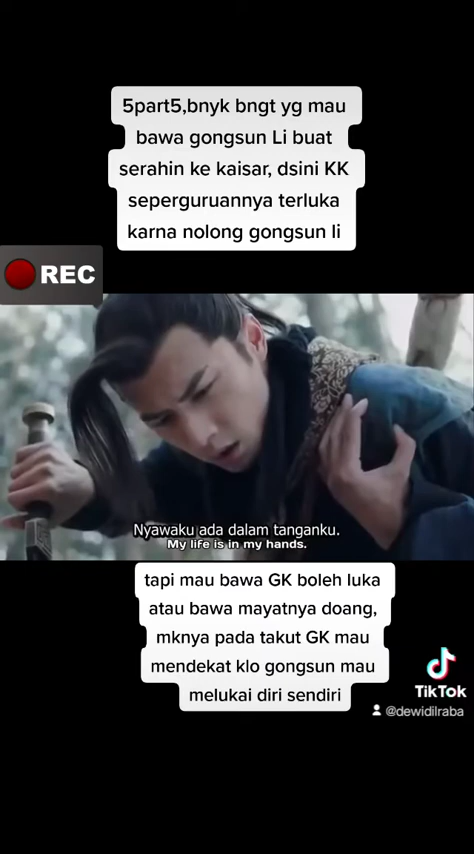 5part5,bnyk bngt yg mau
bawa gongsun Li buat
serahin ke kaisar, dsini KK
seperguruannya terluka
karna nolong gongsun li
REC
Nyawaku ada dalam tanganku.
My life is in my hands.
tapi mau bawa GK boleh luka
atau bawa mayatnya doang,
mknya pada takut GK mau
mendekat klo gongsun mau
melukai diri sendiri
TikTok
@dewidilraba